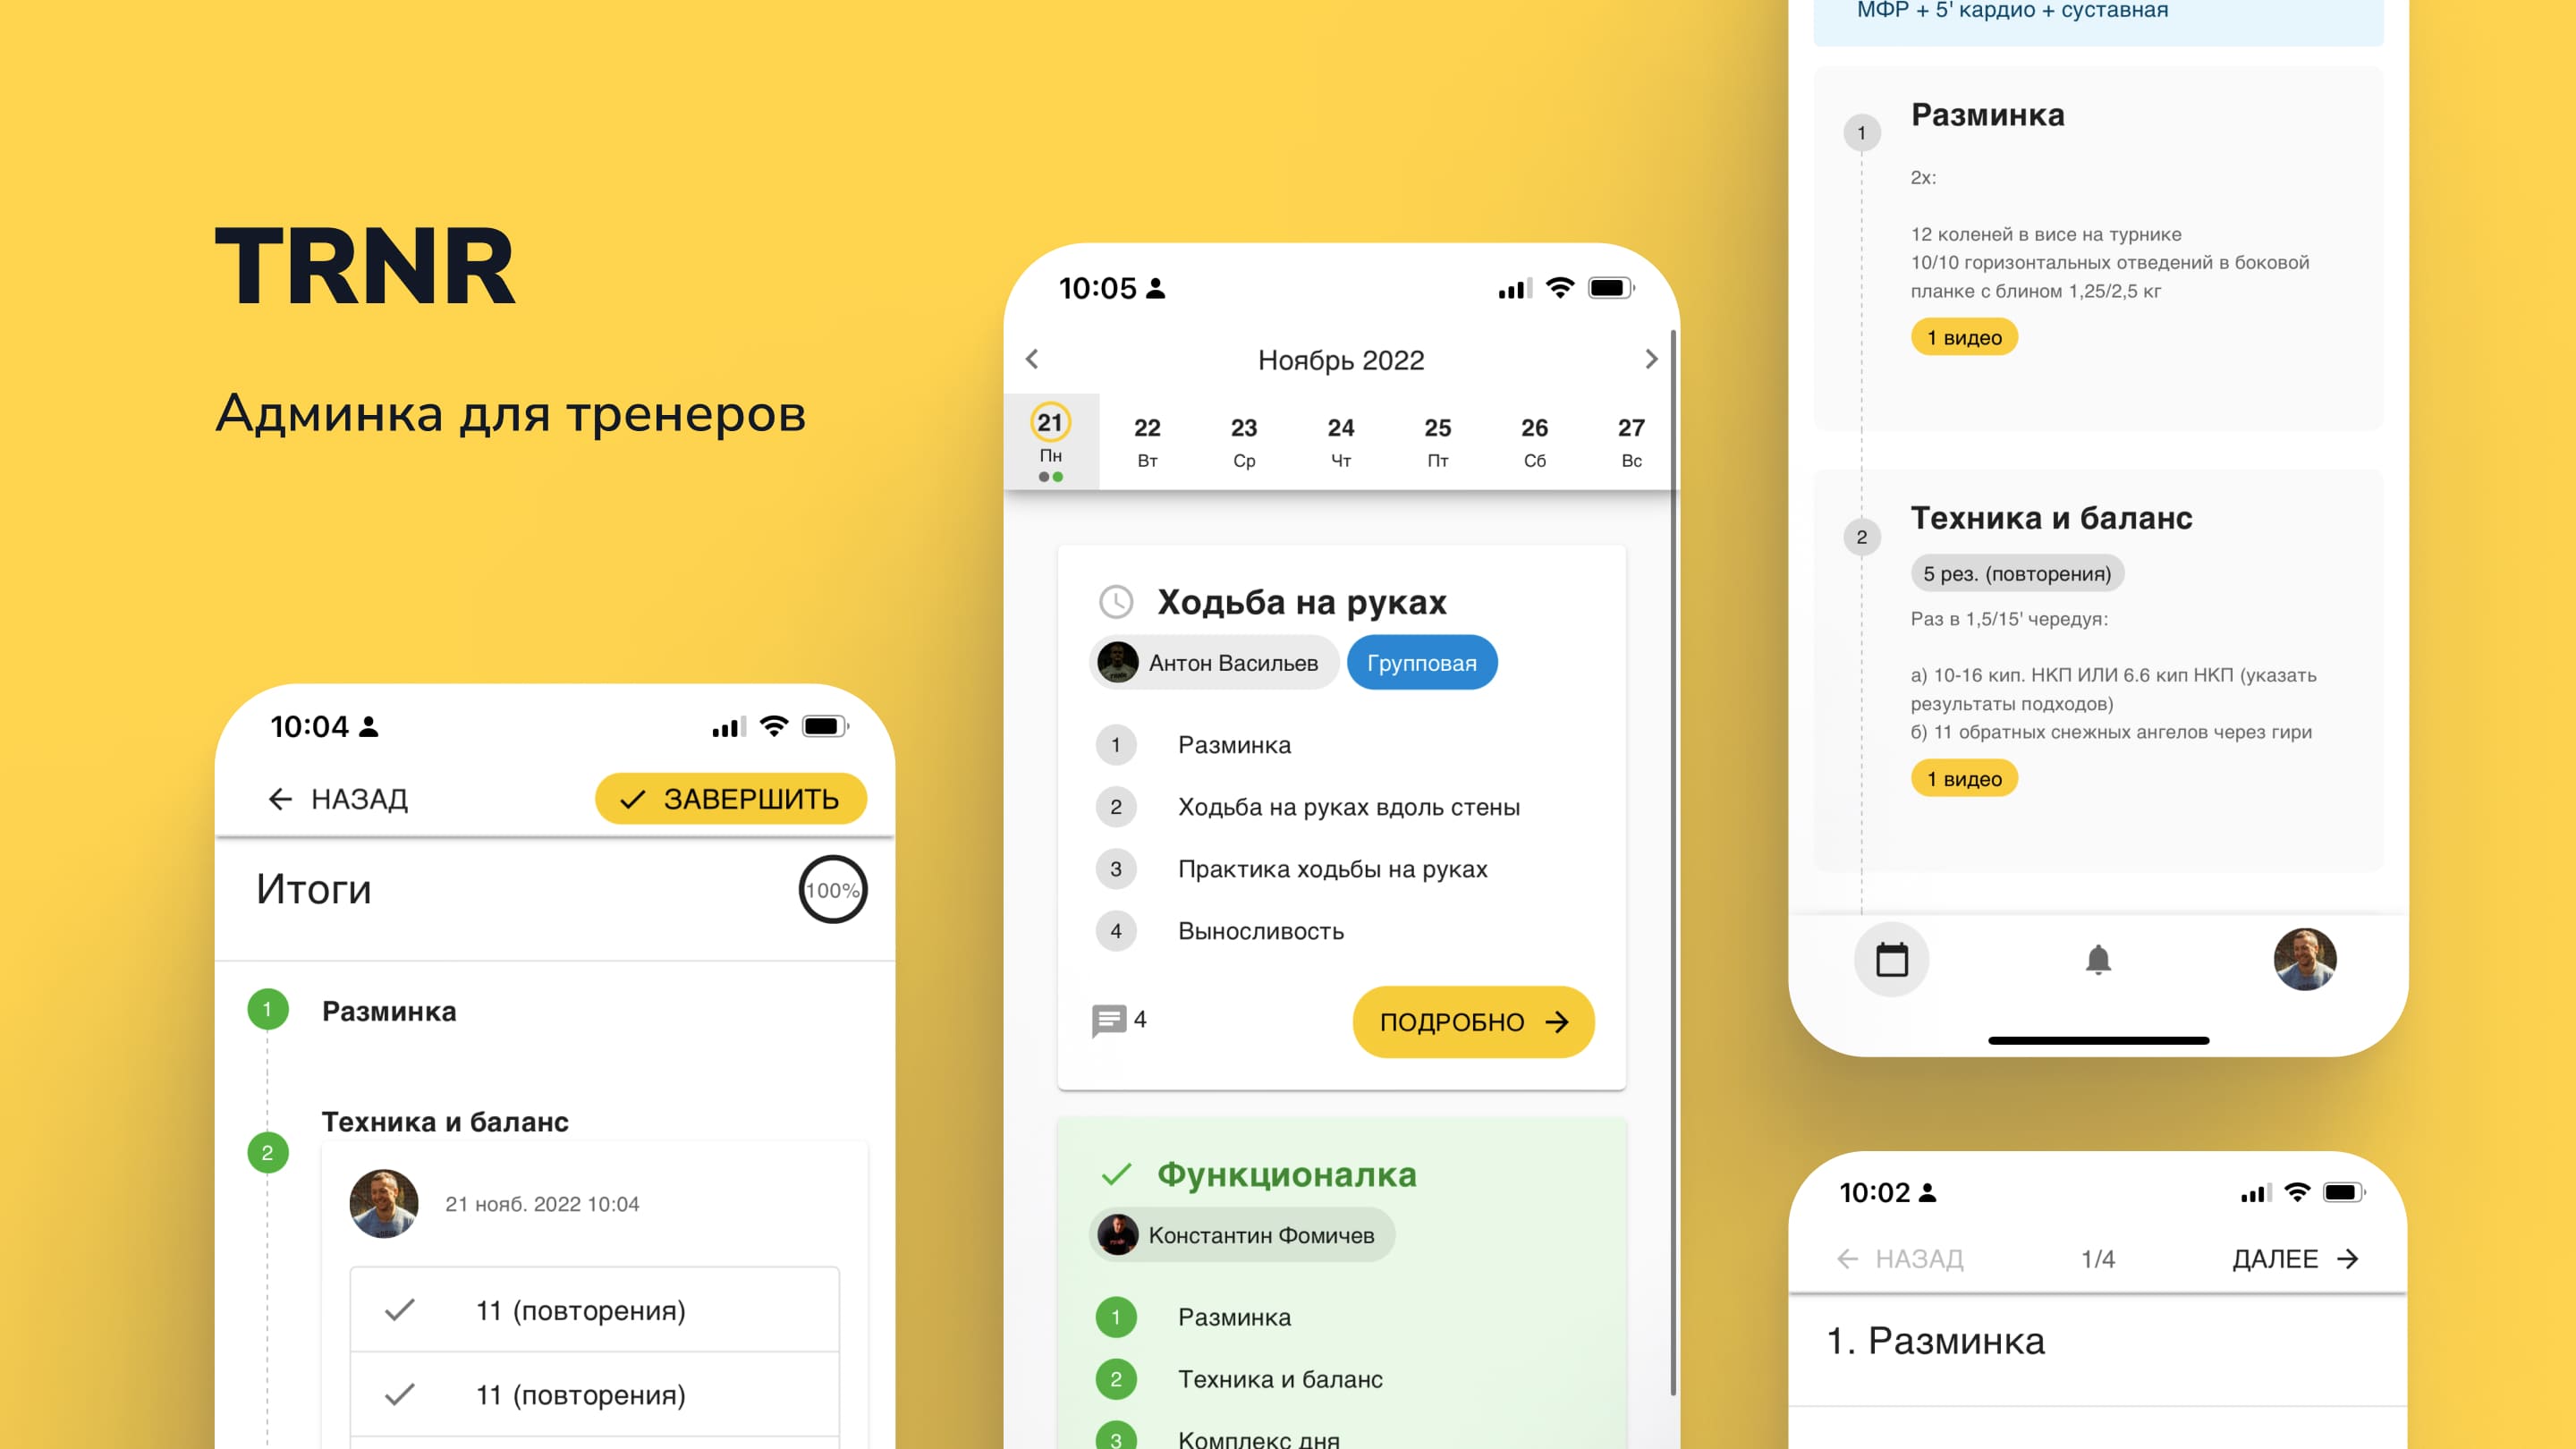 TRNR
Админка для тренеров
10:04
НАЗАД
ЗАВЕРШИТЬ
Итоги
100%
1
Разминка
Техника и баланс
2
21 нояб. 2022 10:04
11 (повторения)
11 (повторения)
10:05
Ноябрь 2022
21 22 23 24 25 26 27
Пн Вт Ср Чт Пт Сб Вс
Ходьба на руках
Антон Васильев
Групповая
1 Разминка
2 Ходьба на руках вдоль стены
3 Практика ходьбы на руках
4 Выносливость
4
ПОДРОБНО
Функционалка
Константин Фомичев
1 Разминка
2 Техника и баланс
3 Комплекс дня
МФР + 5' кардио + суставная
Разминка
1
2х:
12 коленей в висе на турнике
10/10 горизонтальных отведений в боковой
планке с блином 1,25/2,5 кг
1 видео
Техника и баланс
2
5 рез. (повторения)
Раз в 1,5/15' чередуя:
а) 10-16 кип. НКП ИЛИ 6.6 кип НКП (указать
результаты подходов)
б) 11 обратных снежных ангелов через гири
1 видео
10:02
НАЗАД
1/4
ДАЛЕЕ
1. Разминка